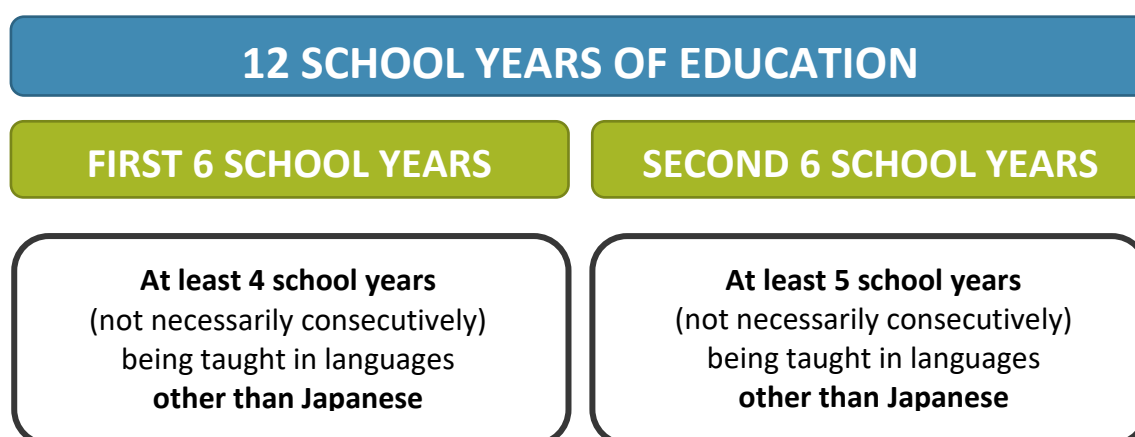 12 SCHOOL YEARS OF EDUCATION
FIRST 6 SCHOOL YEARS
SECOND 6 SCHOOL YEARS
At least 4 school years
(not necessarily consecutively)
being taught in languages
other than Japanese
At least 5 school years
(not necessarily consecutively)
being taught in languages
other than Japanese